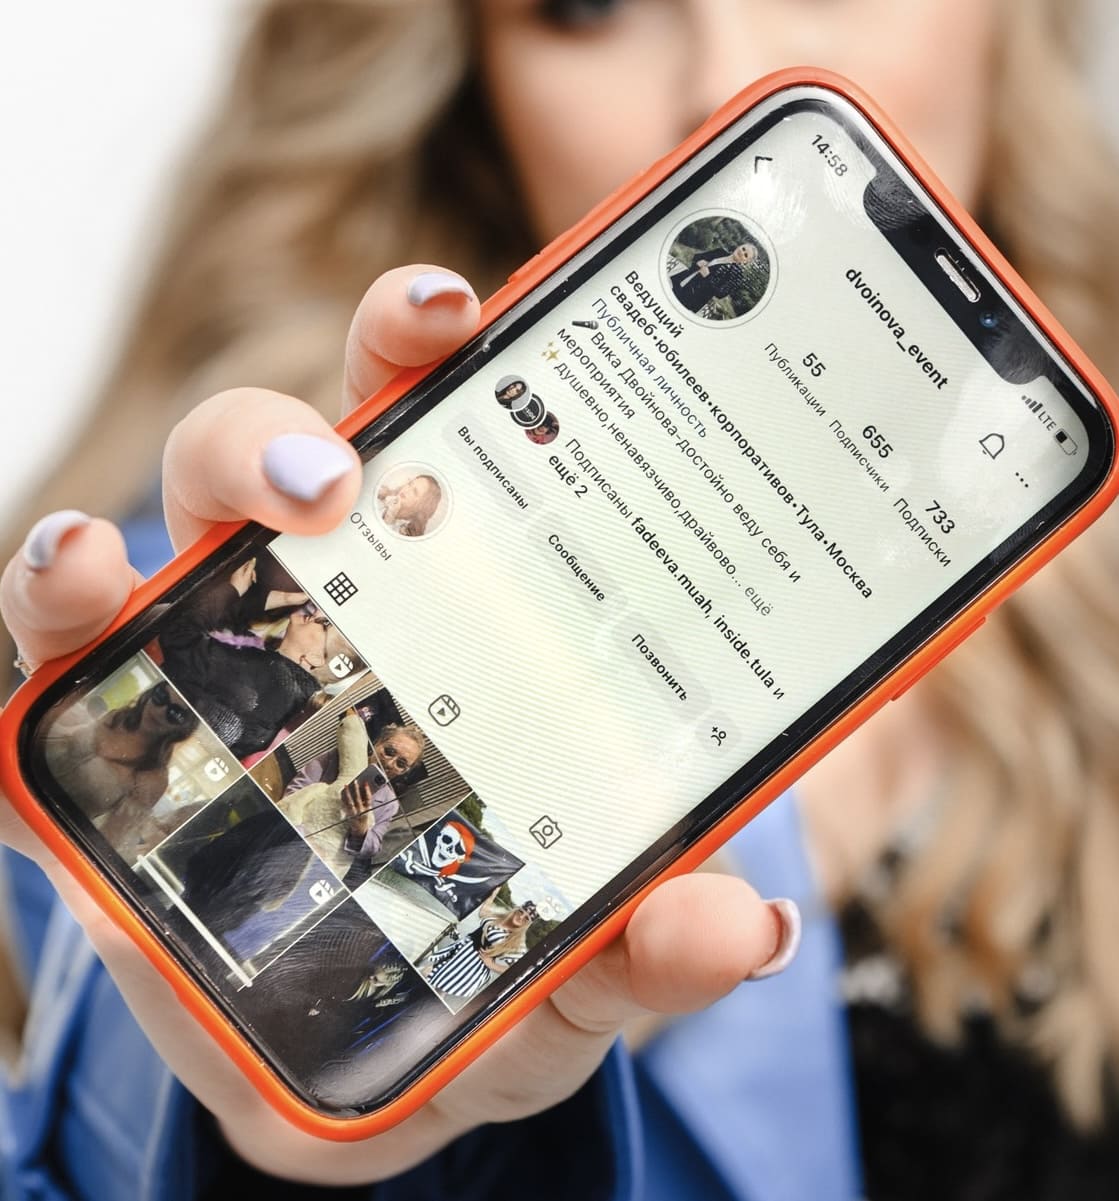 14:58
LTE
dvoinova_event
55
Публикации
655
Подписчики
733
Подписки
Ведущий
свадеб•юбилеев•корпоративов•Тула•Москва
Публичная личность
🎤Вика Двойнова-достойно веду себя и
мероприятия
✨душевно,ненавязчиво,драйвово... ещё
Подписаны fadeeva.muah, inside.tula и
ещё 2
Вы подписаны
Сообщение
Позвонить
Отзывы